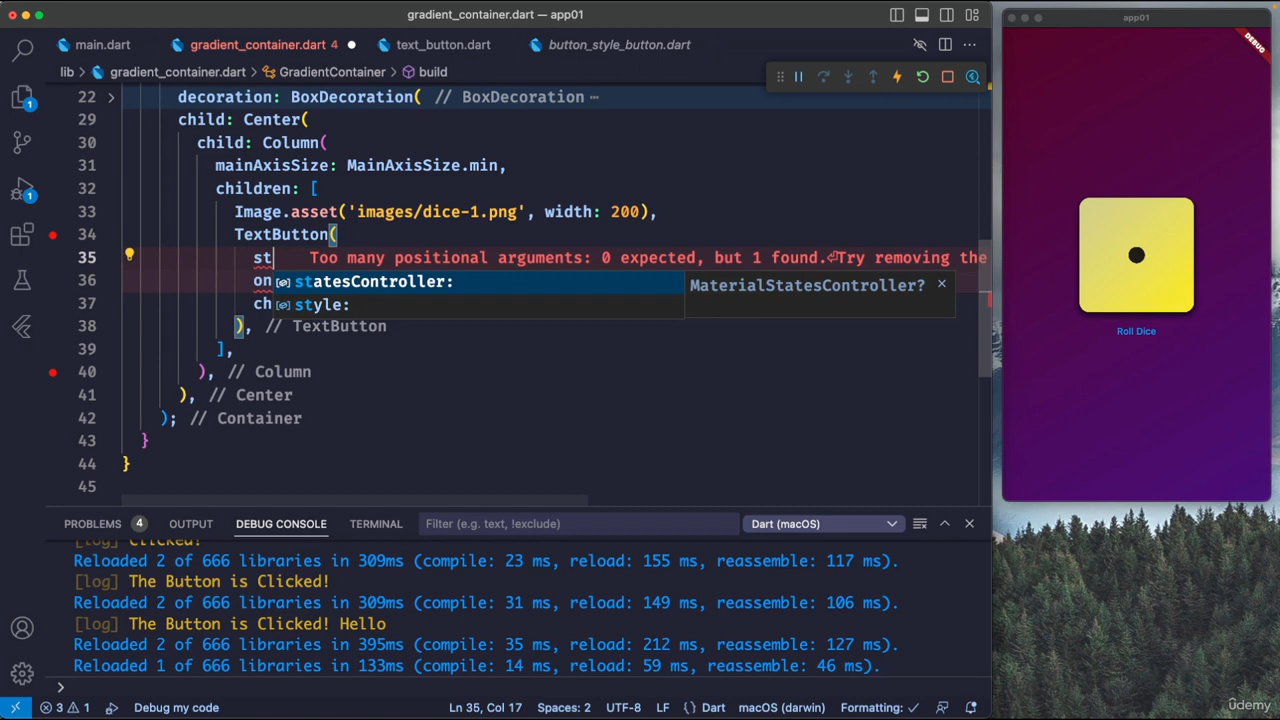 gradient_container.dart — app01
main.dart
gradient_container.dart 4
text_button.dart
button_style_button.dart
lib > gradient_container.dart > GradientContainer > build
22 decoration: BoxDecoration( // BoxDecoration ⋯
29 child: Center(
30 child: Column(
31 mainAxisSize: MainAxisSize.min,
32 children: [
33 Image.asset('images/dice-1.png', width: 200),
34 TextButton(
35 st Too many positional arguments: 0 expected, but 1 found.⏎Try removing the
36 on statesController: MaterialStatesController?
37 ch style:
38 ), // TextButton
39 ],
40 ), // Column
41 ), // Center
42 ); // Container
43 }
44 }
45
1
1
PROBLEMS 4 OUTPUT DEBUG CONSOLE TERMINAL Filter (e.g. text, !exclude) Dart (macOS)
[log] Clicked!
Reloaded 2 of 666 libraries in 309ms (compile: 23 ms, reload: 155 ms, reassemble: 117 ms).
[log] The Button is Clicked!
Reloaded 2 of 666 libraries in 309ms (compile: 31 ms, reload: 149 ms, reassemble: 106 ms).
[log] The Button is Clicked! Hello
Reloaded 2 of 666 libraries in 395ms (compile: 35 ms, reload: 212 ms, reassemble: 127 ms).
Reloaded 1 of 666 libraries in 133ms (compile: 14 ms, reload: 59 ms, reassemble: 46 ms).
>
3 1 Debug my code Ln 35, Col 17 Spaces: 2 UTF-8 LF {} Dart macOS (darwin) Formatting: ✓
app01
DEBUG
Roll Dice
ûdemy